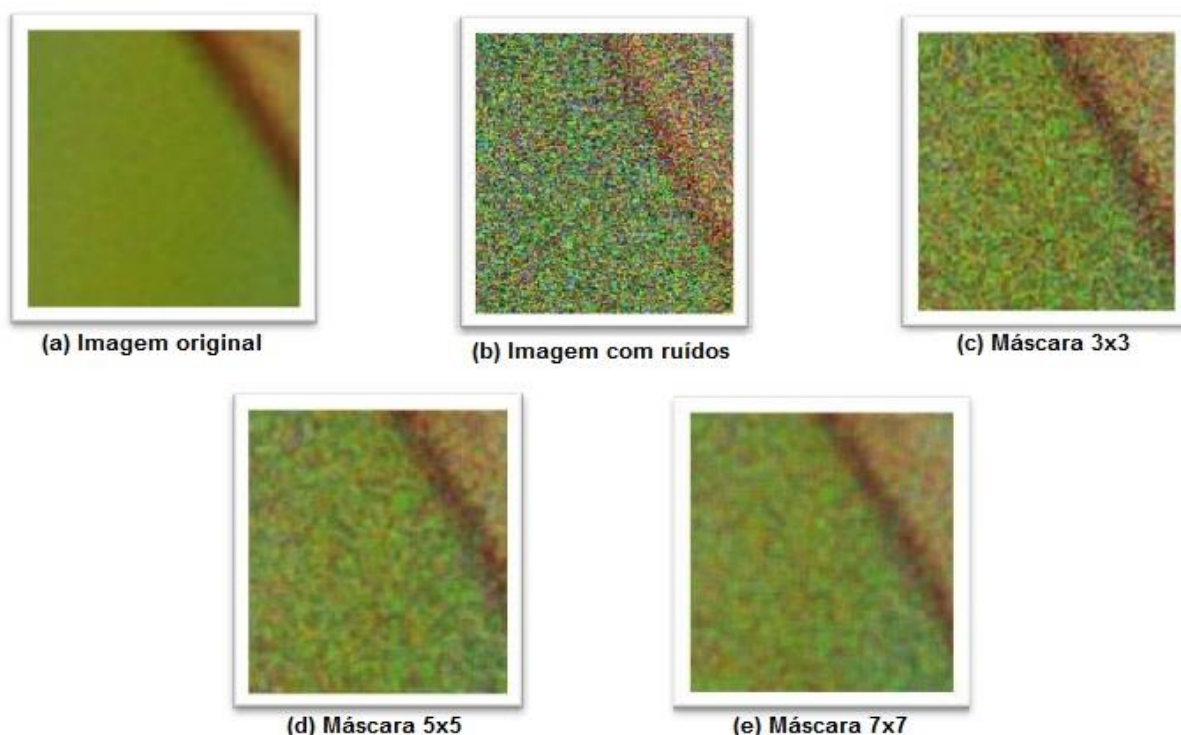 (a) Imagem original
(b) Imagem com ruídos
(c) Máscara 3x3
(d) Máscara 5x5
(e) Máscara 7x7